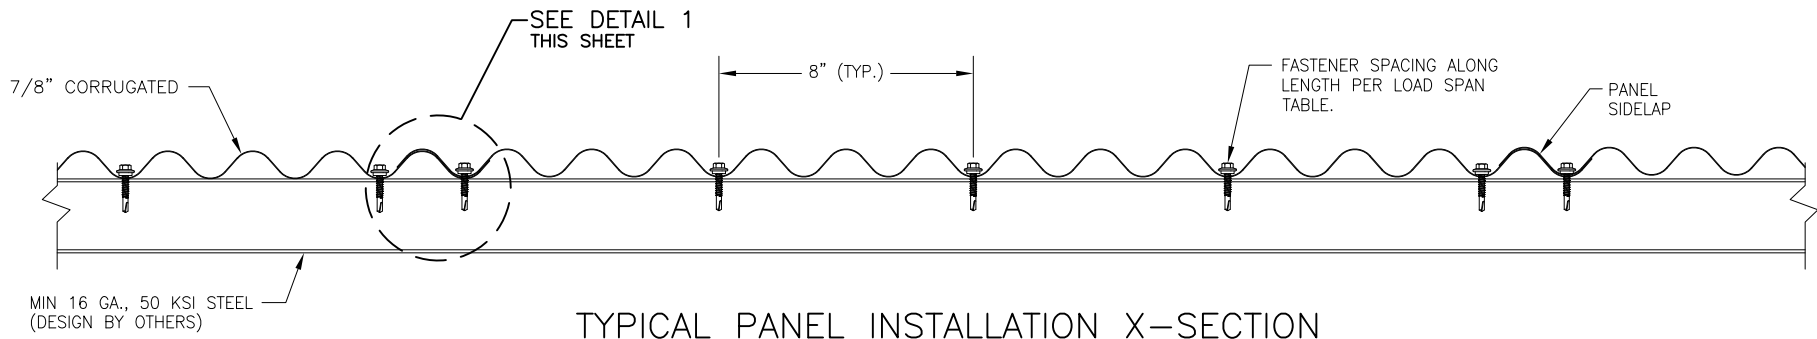 SEE DETAIL 1
THIS SHEET
7/8" CORRUGATED
8" (TYP.)
FASTENER SPACING ALONG
LENGTH PER LOAD SPAN
TABLE.
PANEL
SIDELAP
MIN 16 GA., 50 KSI STEEL
(DESIGN BY OTHERS)
TYPICAL PANEL INSTALLATION X-SECTION